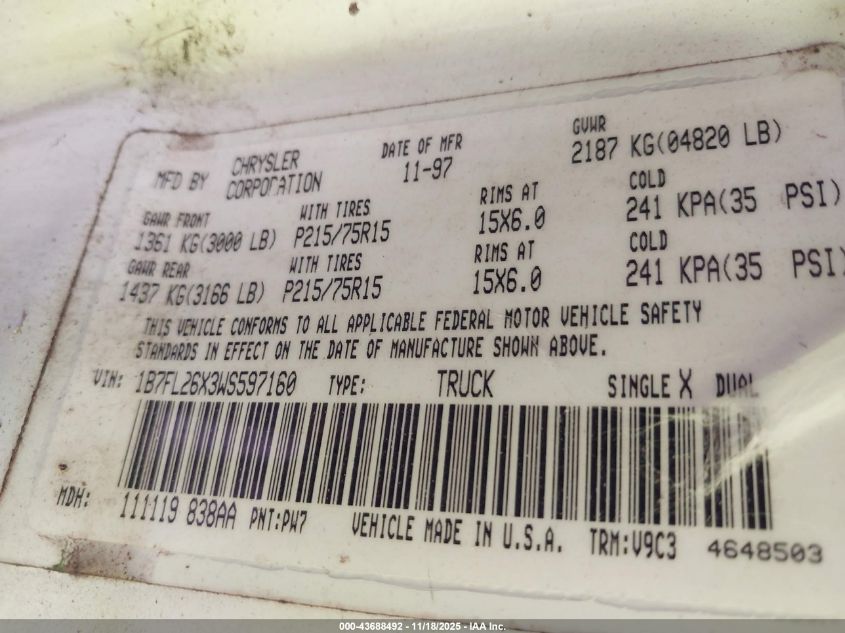 MFD BY CHRYSLER CORPORATION DATE OF MFR 11-97 GVWR 2187 KG(04820 LB)
GAWR FRONT WITH TIRES RIMS AT COLD
1361 KG(3000 LB) P215/75R15 15X6.0 241 KPA(35 PSI)
GAWR REAR WITH TIRES RIMS AT COLD
1437 KG(3166 LB) P215/75R15 15X6.0 241 KPA(35 PSI)
THIS VEHICLE CONFORMS TO ALL APPLICABLE FEDERAL MOTOR VEHICLE SAFETY
STANDARDS IN EFFECT ON THE DATE OF MANUFACTURE SHOWN ABOVE.
VIN: 1B7FL26X3WS597160 TYPE: TRUCK SINGLE X DUAL
MDH: 111119 838AA PNT:PW7 VEHICLE MADE IN U.S.A. TRM:V9C3 4648503
000-43688492 - 11/18/2025 - IAA Inc.